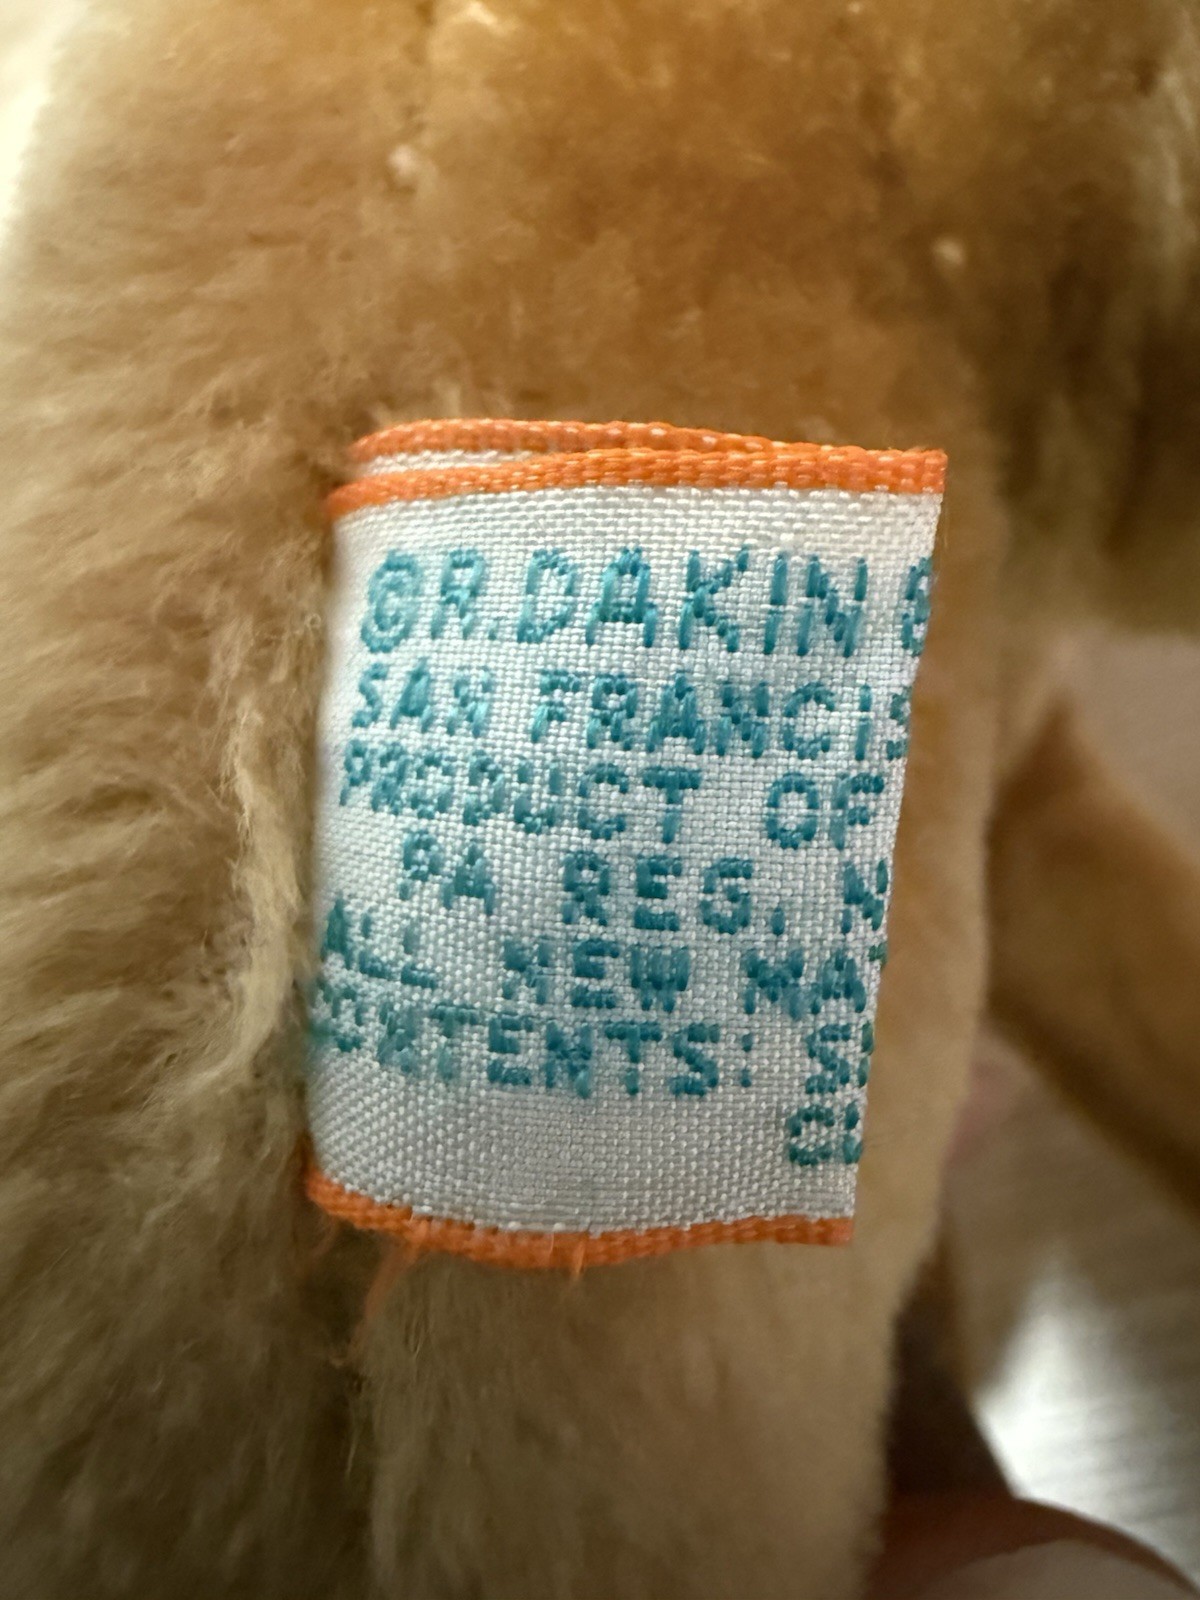 ©R.DAKIN &
SAN FRANCIS
PRODUCT OF
PA REG. N
ALL NEW MA
CONTENTS: S